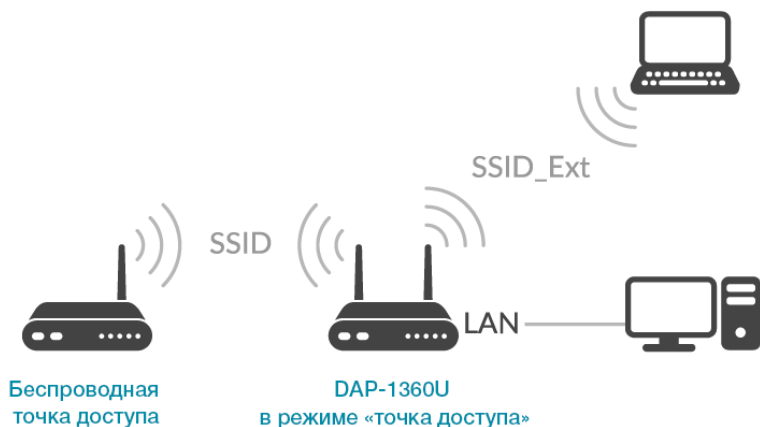 SSID_Ext
SSID
LAN
Беспроводная
точка доступа
DAP-1360U
в режиме «точка доступа»